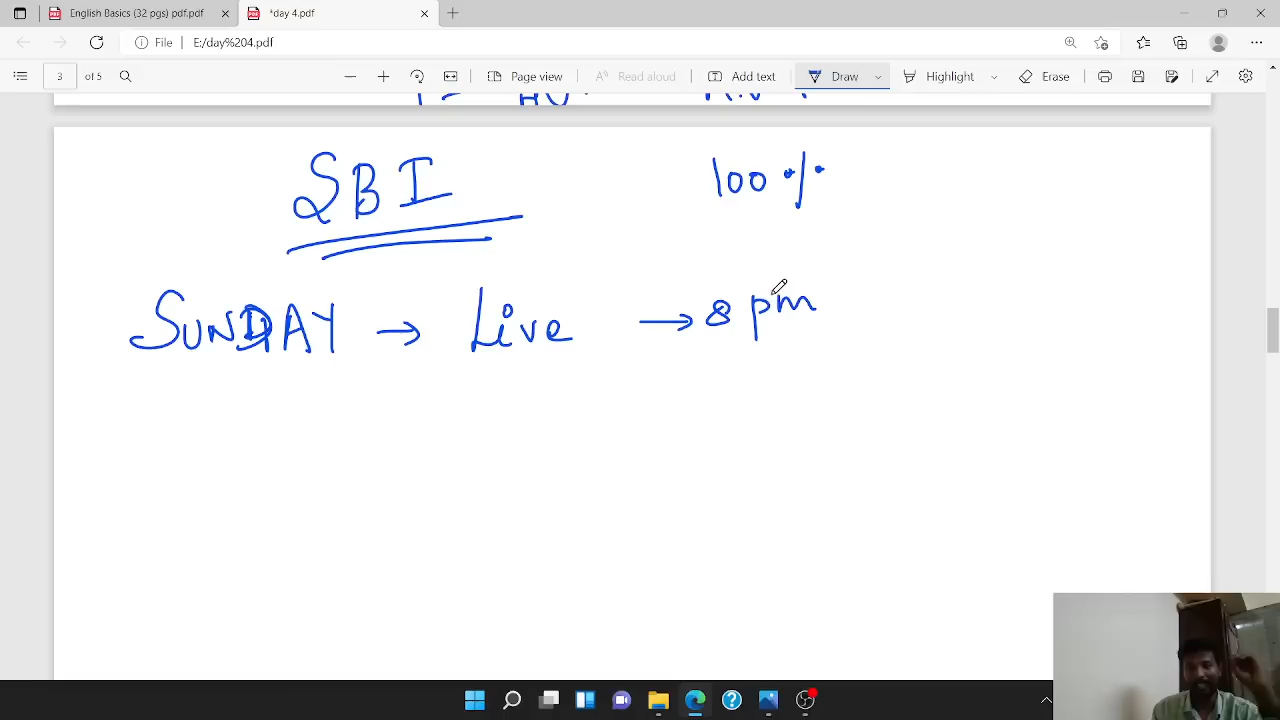 English Basics (32 pgs) pdf.pdf
*day 4.pdf
File | E:/day%204.pdf
3 of 5
Page view
Read aloud
Add text
Draw
Highlight
Erase
SBI 100 %
SUNDAY → Live → 8 pm